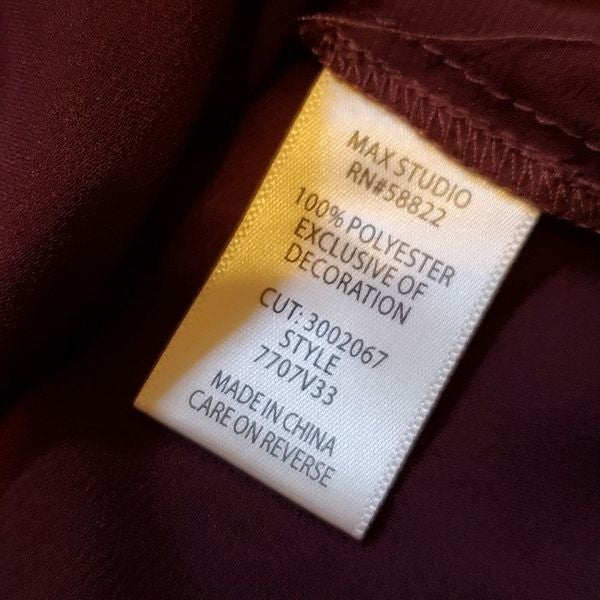 MAX STUDIO
RN#58822
100% POLYESTER
EXCLUSIVE OF
DECORATION
CUT: 3002067
STYLE
7707V33
MADE IN CHINA
CARE ON REVERSE